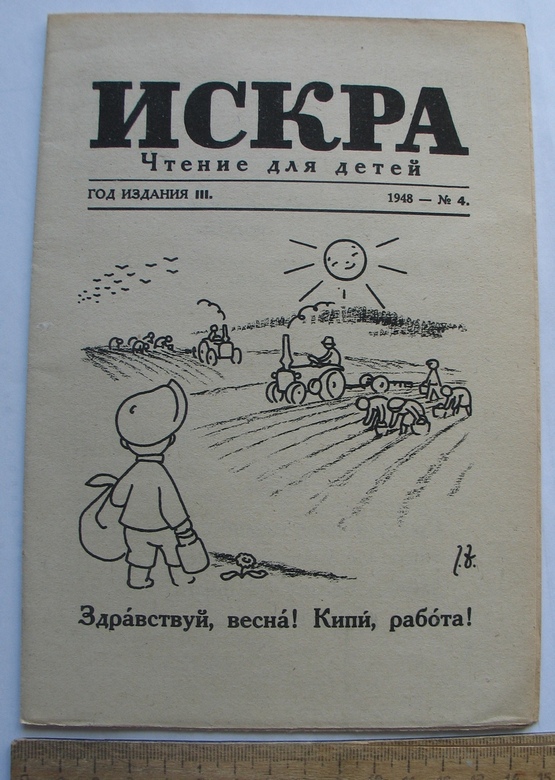 ИСКРА
Чтение для детей
ГОД ИЗДАНИЯ III. 1948 — № 4.
Здра́вствуй, весна́! Кипи́, рабо́та!